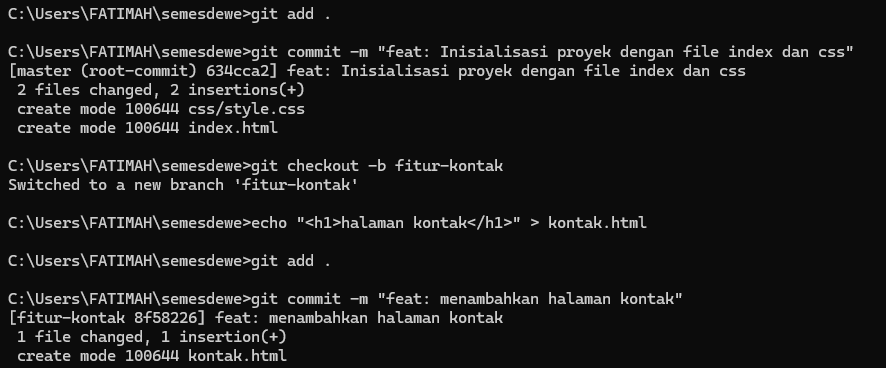 C:\Users\FATIMAH\semesdewe>git add .
C:\Users\FATIMAH\semesdewe>git commit -m "feat: Inisialisasi proyek dengan file index dan css"
[master (root-commit) 634cca2] feat: Inisialisasi proyek dengan file index dan css
 2 files changed, 2 insertions(+)
 create mode 100644 css/style.css
 create mode 100644 index.html
C:\Users\FATIMAH\semesdewe>git checkout -b fitur-kontak
Switched to a new branch 'fitur-kontak'
C:\Users\FATIMAH\semesdewe>echo "<h1>halaman kontak</h1>" > kontak.html
C:\Users\FATIMAH\semesdewe>git add .
C:\Users\FATIMAH\semesdewe>git commit -m "feat: menambahkan halaman kontak"
[fitur-kontak 8f58226] feat: menambahkan halaman kontak
 1 file changed, 1 insertion(+)
 create mode 100644 kontak.html